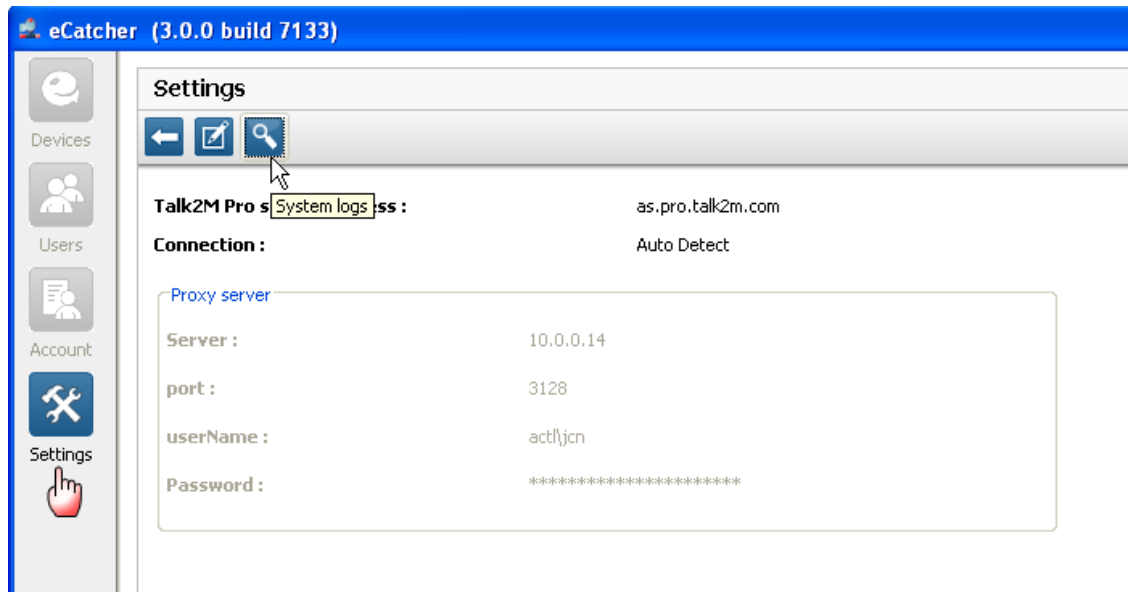 eCatcher (3.0.0 build 7133)
Devices
Users
Account
Settings
Settings
System logs
Talk2M Pro s ss :
as.pro.talk2m.com
Connection :
Auto Detect
Proxy server
Server :
10.0.0.14
port :
3128
userName :
actl\jcn
Password :
**********************